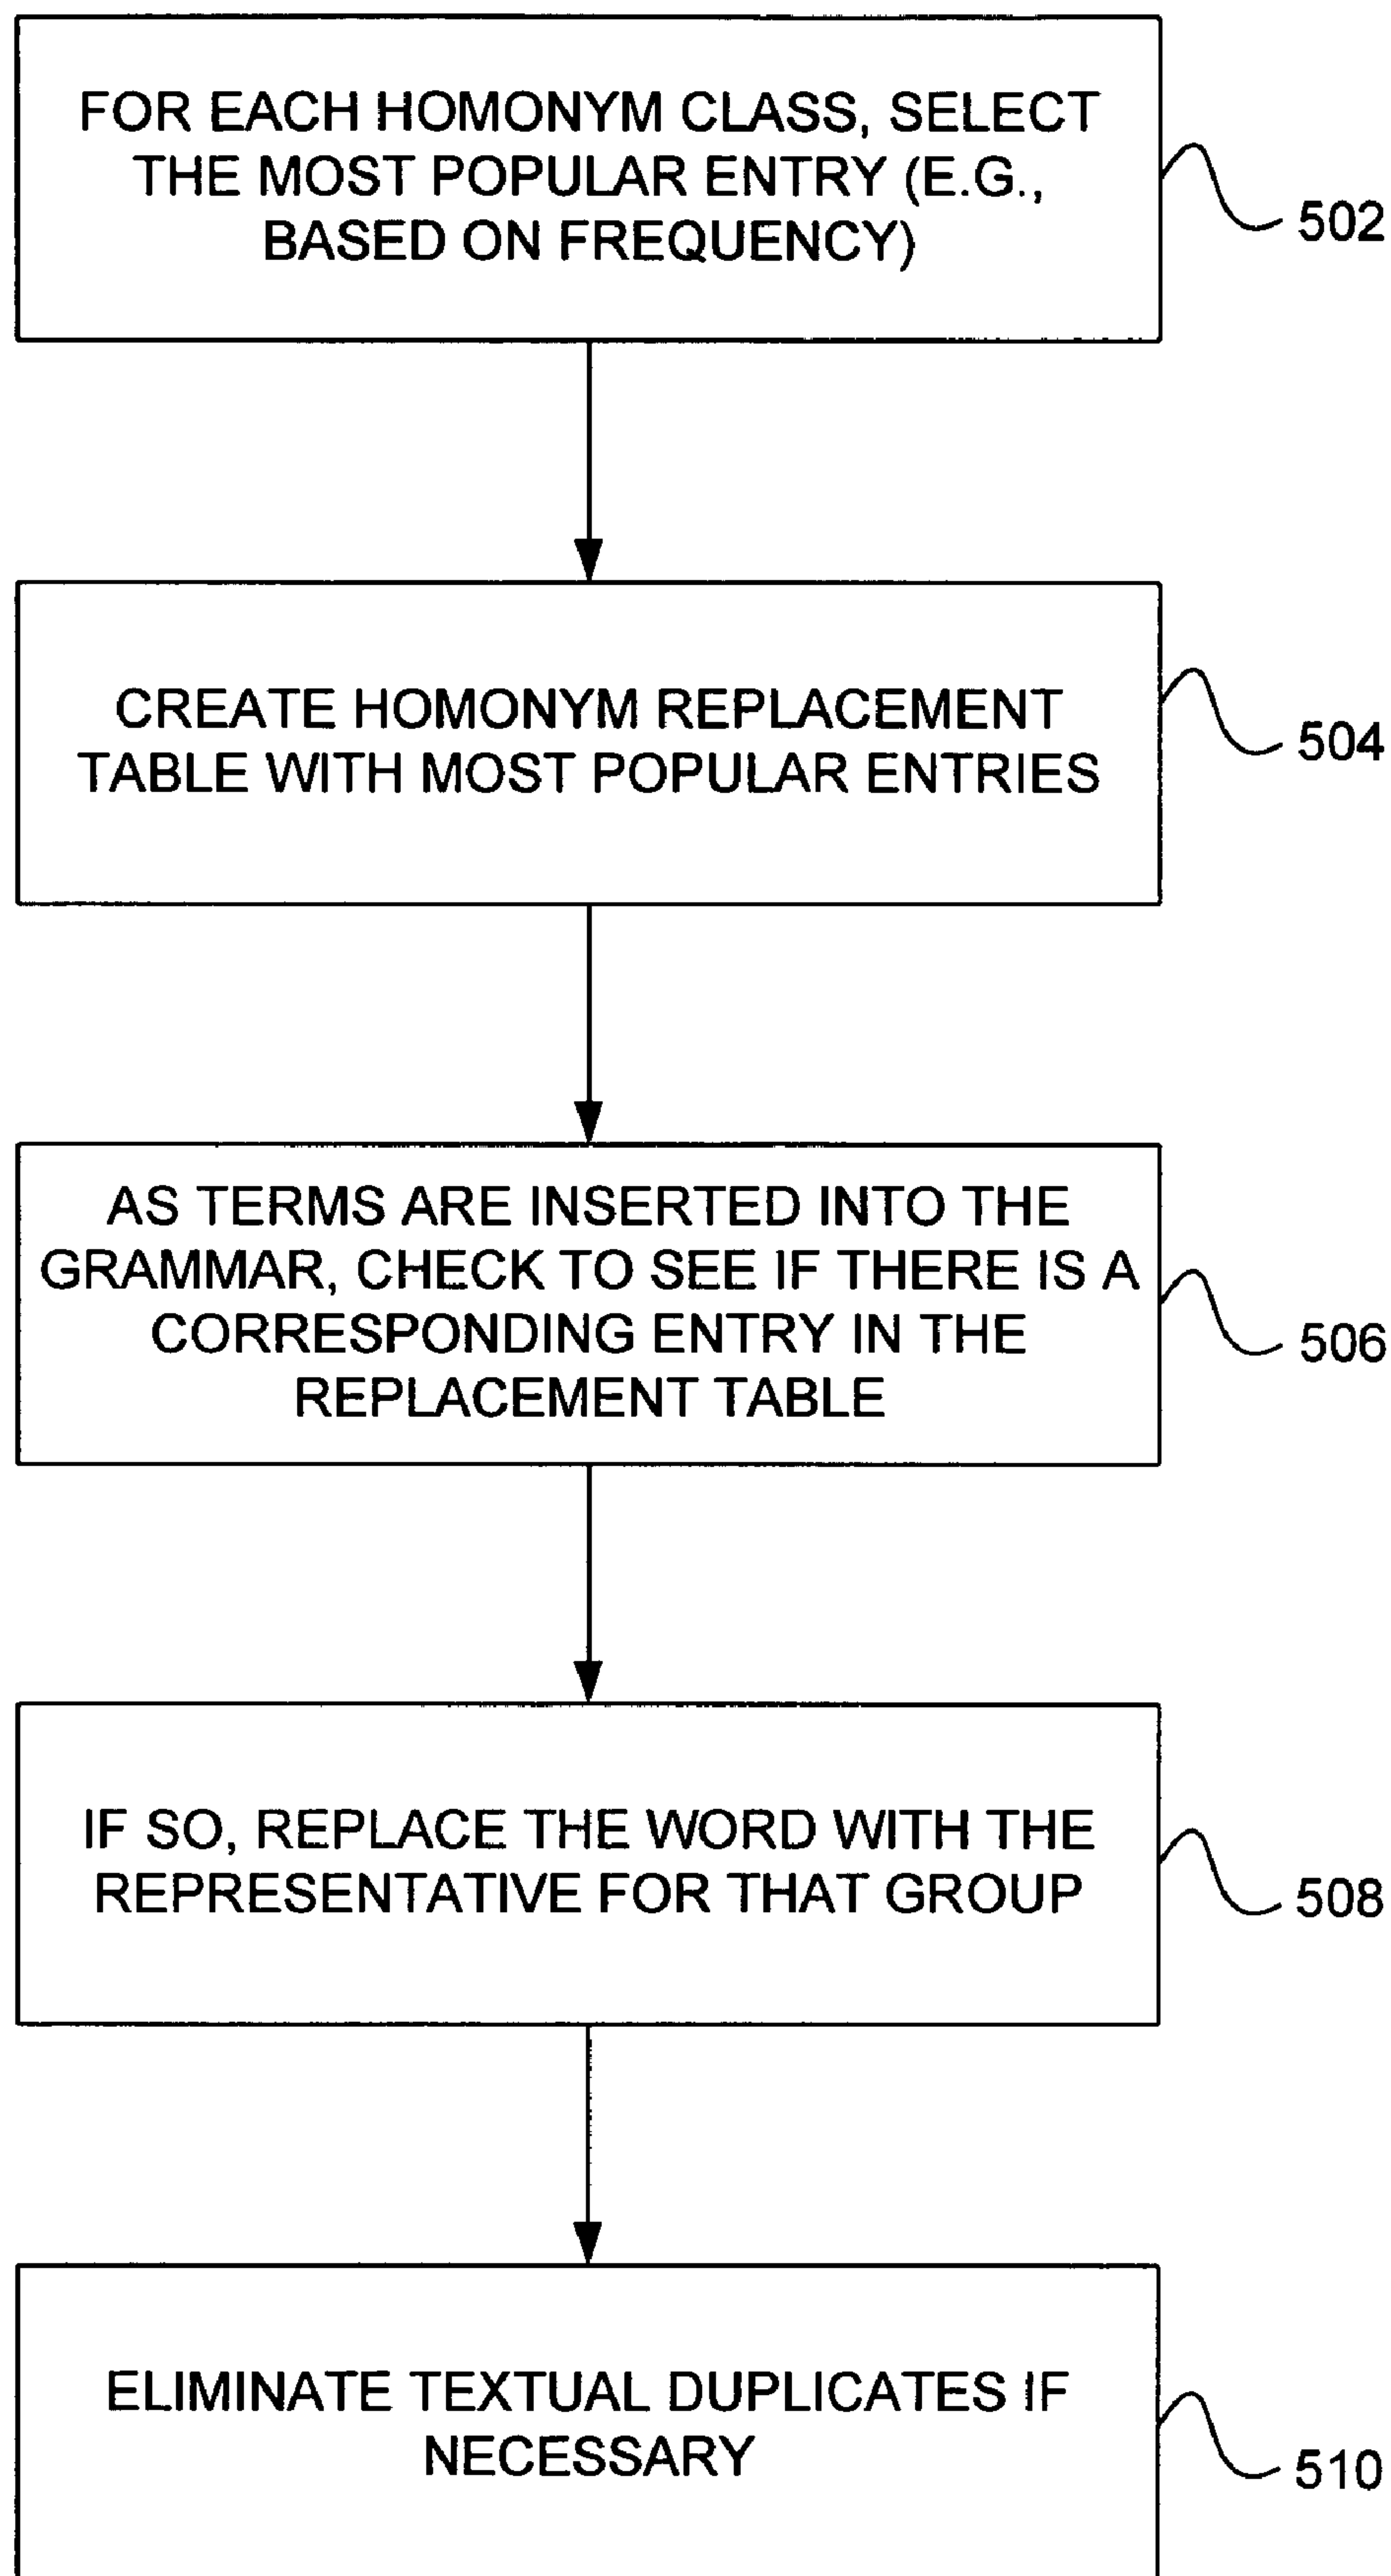 FOR EACH HOMONYM CLASS, SELECT
THE MOST POPULAR ENTRY (E.G.,
BASED ON FREQUENCY)
502
CREATE HOMONYM REPLACEMENT
TABLE WITH MOST POPULAR ENTRIES
504
AS TERMS ARE INSERTED INTO THE
GRAMMAR, CHECK TO SEE IF THERE IS A
CORRESPONDING ENTRY IN THE
REPLACEMENT TABLE
506
IF SO, REPLACE THE WORD WITH THE
REPRESENTATIVE FOR THAT GROUP
508
ELIMINATE TEXTUAL DUPLICATES IF
NECESSARY
510